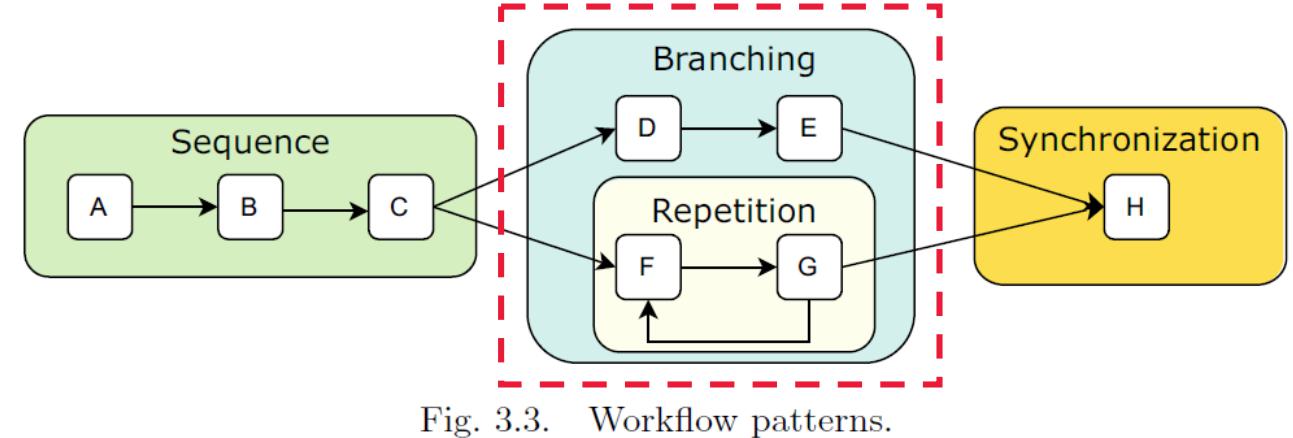 Branching
Sequence
D
E
Synchronization
A
B
C
Repetition
H
F
G
Fig. 3.3. Workflow patterns.